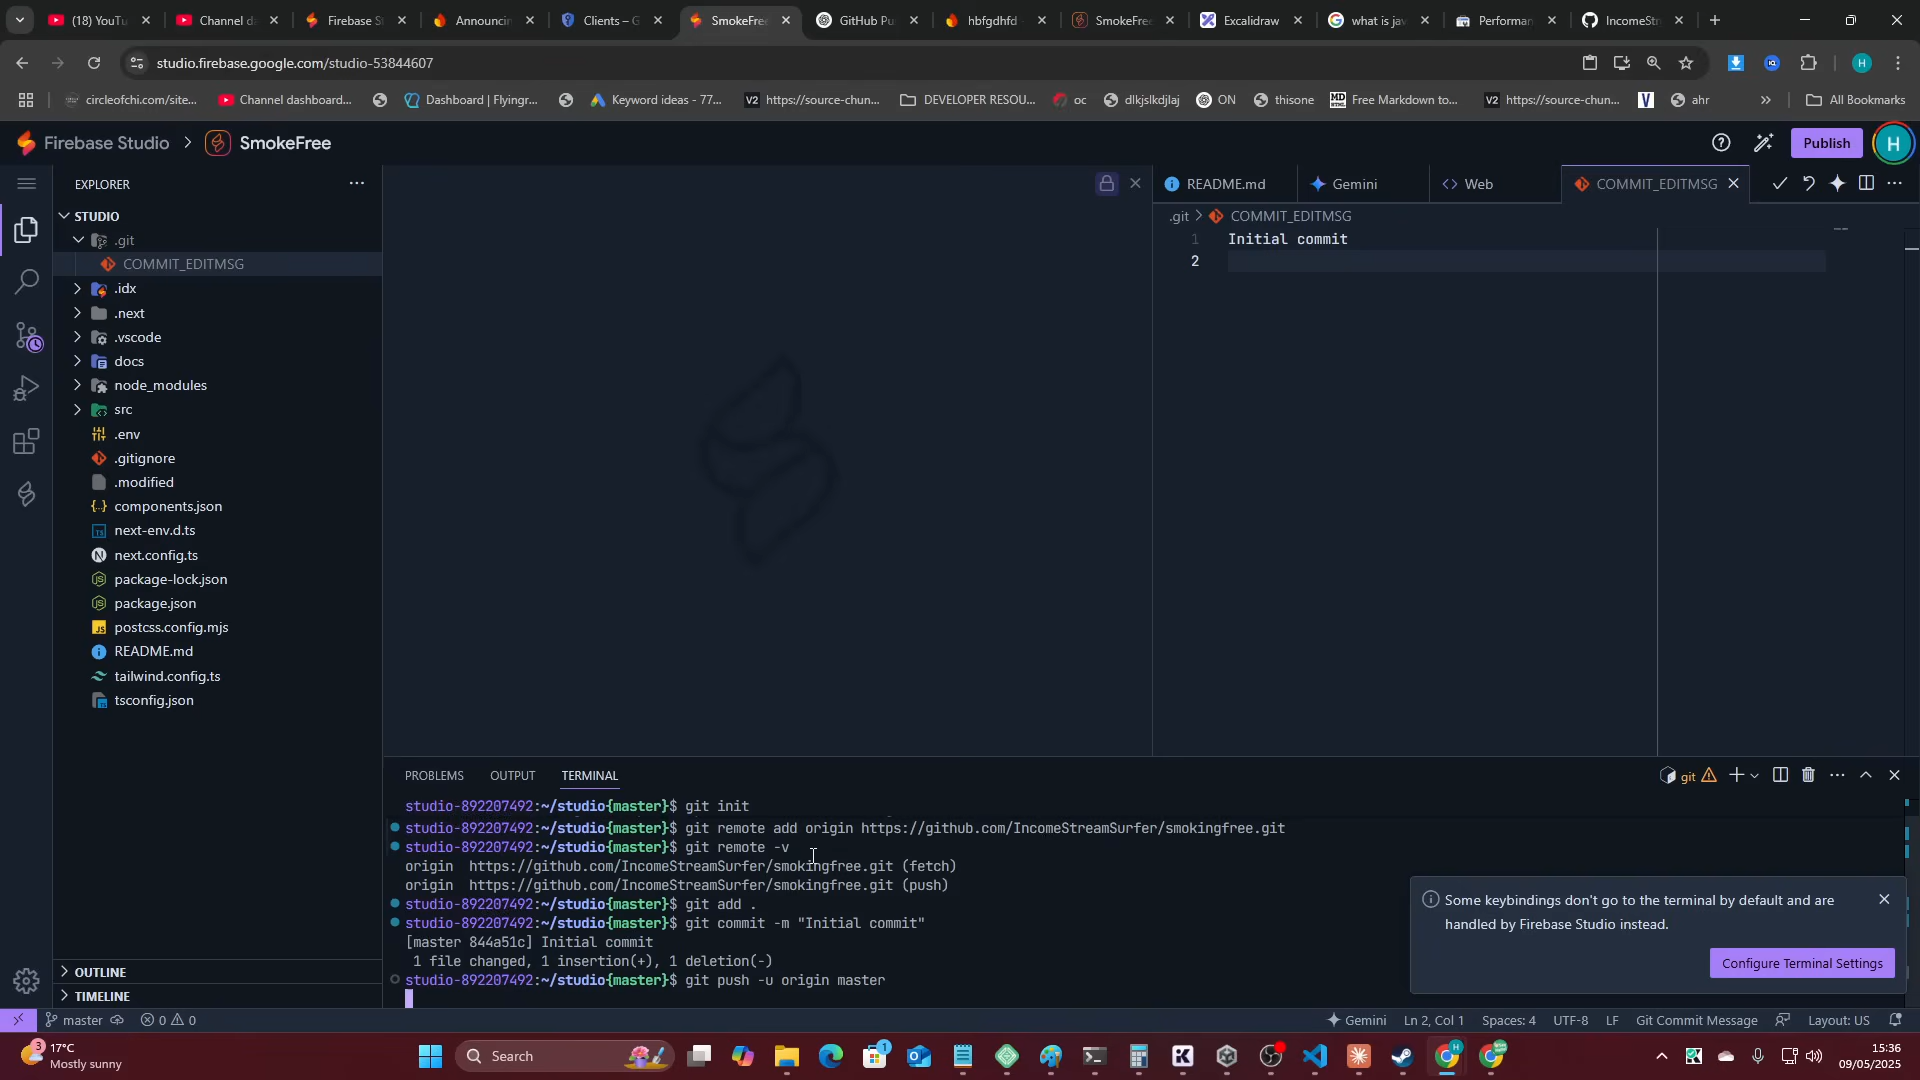 (18) YouTu
Channel da
Firebase St
Announcin
Clients – G
SmokeFree
GitHub Pu
hbfgdhfd
SmokeFree
Excalidraw
what is jav
Performan
IncomeStr
studio.firebase.google.com/studio-53844607
H
circleofchi.com/site...
Channel dashboard...
Dashboard | Flyingr...
Keyword ideas - 77...
V2 https://source-chun...
DEVELOPER RESOU...
oc
dlkjslkdjlaj
ON
thisone
MD Free Markdown to...
V2 https://source-chun...
V
ahr
All Bookmarks
Firebase Studio
SmokeFree
Publish
H
EXPLORER
README.md
Gemini
Web
COMMIT_EDITMSG
STUDIO
.git > COMMIT_EDITMSG
.git
1 Initial commit
COMMIT_EDITMSG
2
.idx
.next
.vscode
docs
node_modules
src
.env
.gitignore
.modified
components.json
next-env.d.ts
next.config.ts
package-lock.json
package.json
postcss.config.mjs
README.md
tailwind.config.ts
tsconfig.json
OUTLINE
TIMELINE
PROBLEMS
OUTPUT
TERMINAL
git
studio-892207492:~/studio{master}$ git init
studio-892207492:~/studio{master}$ git remote add origin https://github.com/IncomeStreamSurfer/smokingfree.git
studio-892207492:~/studio{master}$ git remote -v
origin https://github.com/IncomeStreamSurfer/smokingfree.git (fetch)
origin https://github.com/IncomeStreamSurfer/smokingfree.git (push)
studio-892207492:~/studio{master}$ git add .
studio-892207492:~/studio{master}$ git commit -m "Initial commit"
[master 844a51c] Initial commit
1 file changed, 1 insertion(+), 1 deletion(-)
studio-892207492:~/studio{master}$ git push -u origin master
Some keybindings don't go to the terminal by default and are
handled by Firebase Studio instead.
Configure Terminal Settings
master
0
0
Gemini
Ln 2, Col 1
Spaces: 4
UTF-8
LF
Git Commit Message
Layout: US
3
17°C
Mostly sunny
Search
1
15:36
09/05/2025